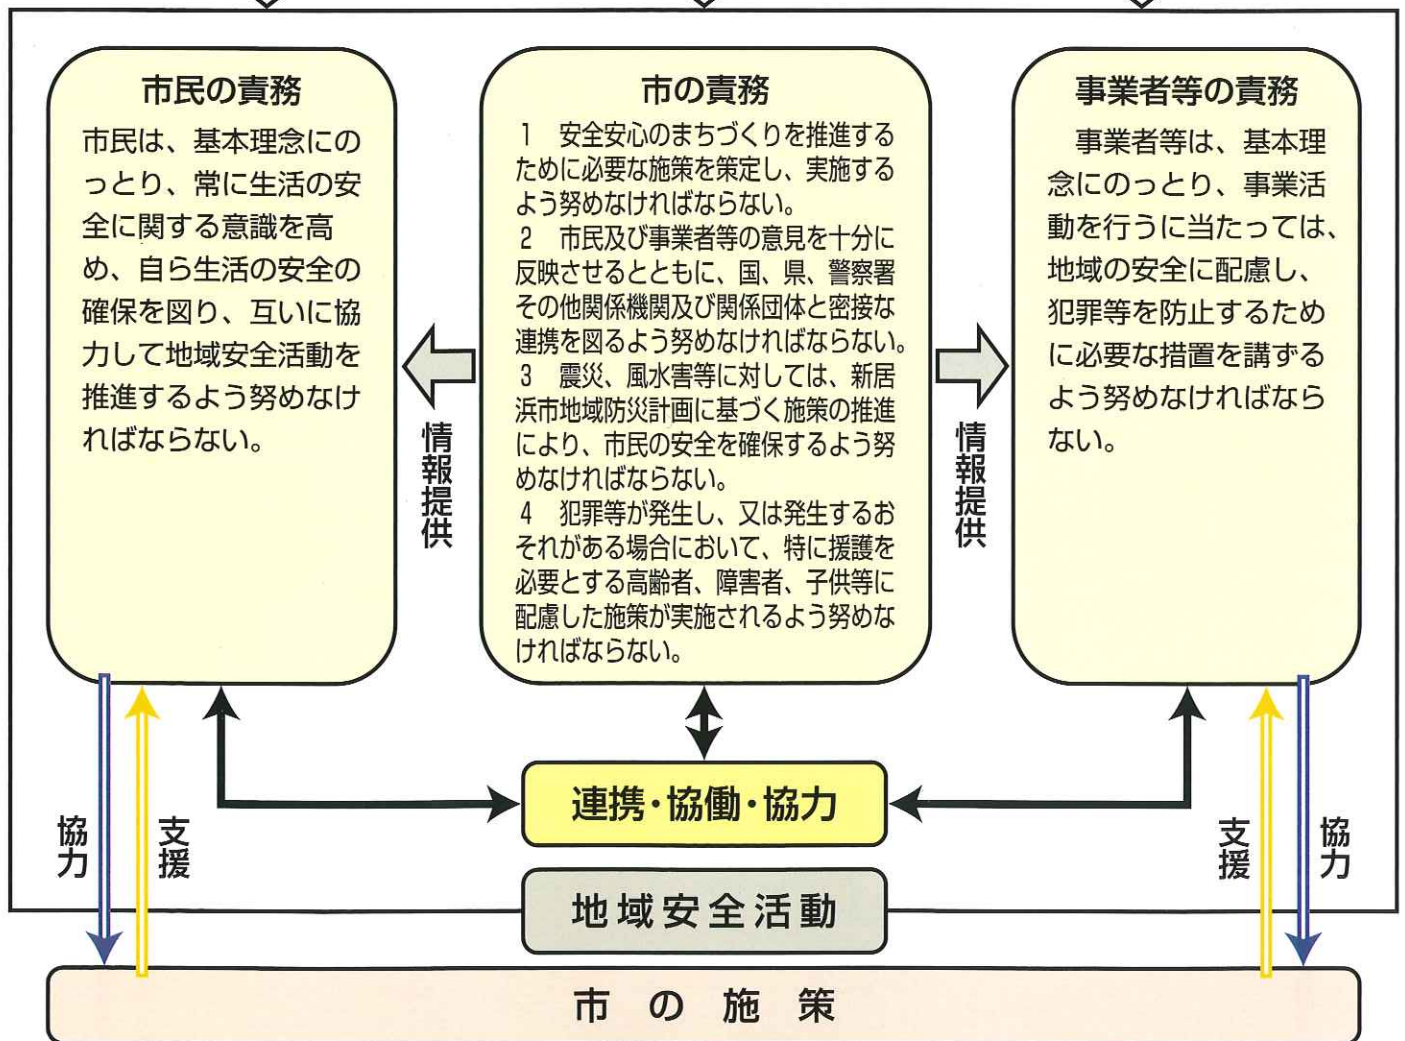 市民の責務
市民は、基本理念にの
っとり、常に生活の安
全に関する意識を高
め、自ら生活の安全の
確保を図り、互いに協
力して地域安全活動を
推進するよう努めなけ
ればならない。
市の責務
1　安全安心のまちづくりを推進する
ために必要な施策を策定し、実施する
よう努めなければならない。
2　市民及び事業者等の意見を十分に
反映させるとともに、国、県、警察署
その他関係機関及び関係団体と密接な
連携を図るよう努めなければならない。
3　震災、風水害等に対しては、新居
浜市地域防災計画に基づく施策の推進
により、市民の安全を確保するよう努
めなければならない。
4　犯罪等が発生し、又は発生するお
それがある場合において、特に援護を
必要とする高齢者、障害者、子供等に
配慮した施策が実施されるよう努めな
ければならない。
事業者等の責務
　事業者等は、基本理
念にのっとり、事業活
動を行うに当たっては、
地域の安全に配慮し、
犯罪等を防止するため
に必要な措置を講ずる
よう努めなければなら
ない。
情報提供
情報提供
連携・協働・協力
協力
支援
支援
協力
地域安全活動
市の施策